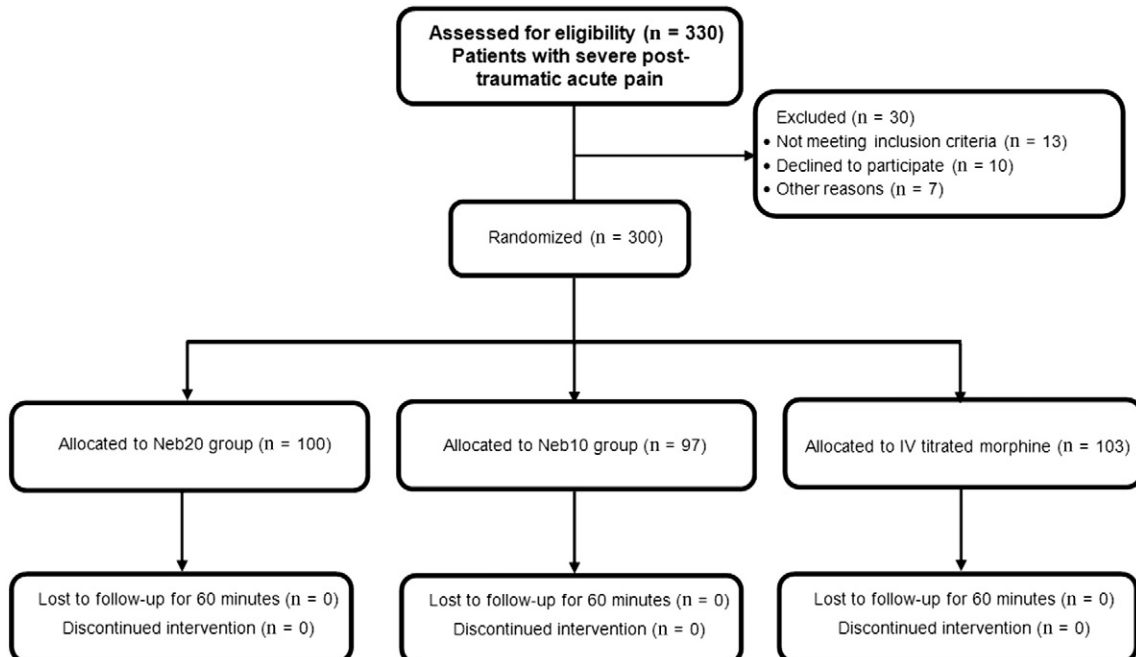 Assessed for eligibility (n = 330)
Patients with severe post-
traumatic acute pain
Excluded (n = 30)
• Not meeting inclusion criteria (n = 13)
• Declined to participate (n = 10)
• Other reasons (n = 7)
Randomized (n = 300)
Allocated to Neb20 group (n = 100)
Allocated to Neb10 group (n = 97)
Allocated to IV titrated morphine (n = 103)
Lost to follow-up for 60 minutes (n = 0)
Discontinued intervention (n = 0)
Lost to follow-up for 60 minutes (n = 0)
Discontinued intervention (n = 0)
Lost to follow-up for 60 minutes (n = 0)
Discontinued intervention (n = 0)